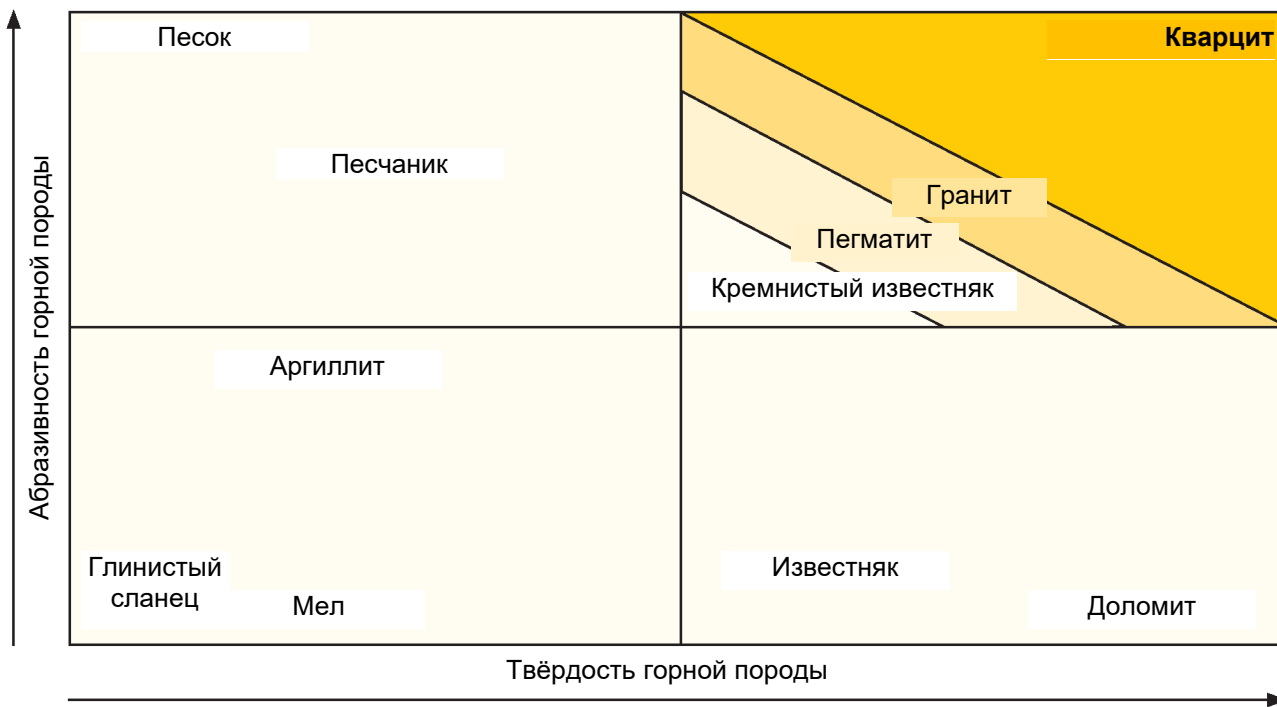 Песок
Кварцит
Песчаник
Гранит
Пегматит
Кремнистый известняк
Абразивность горной породы
Аргиллит
Глинистый
сланец
Мел
Известняк
Доломит
Твёрдость горной породы